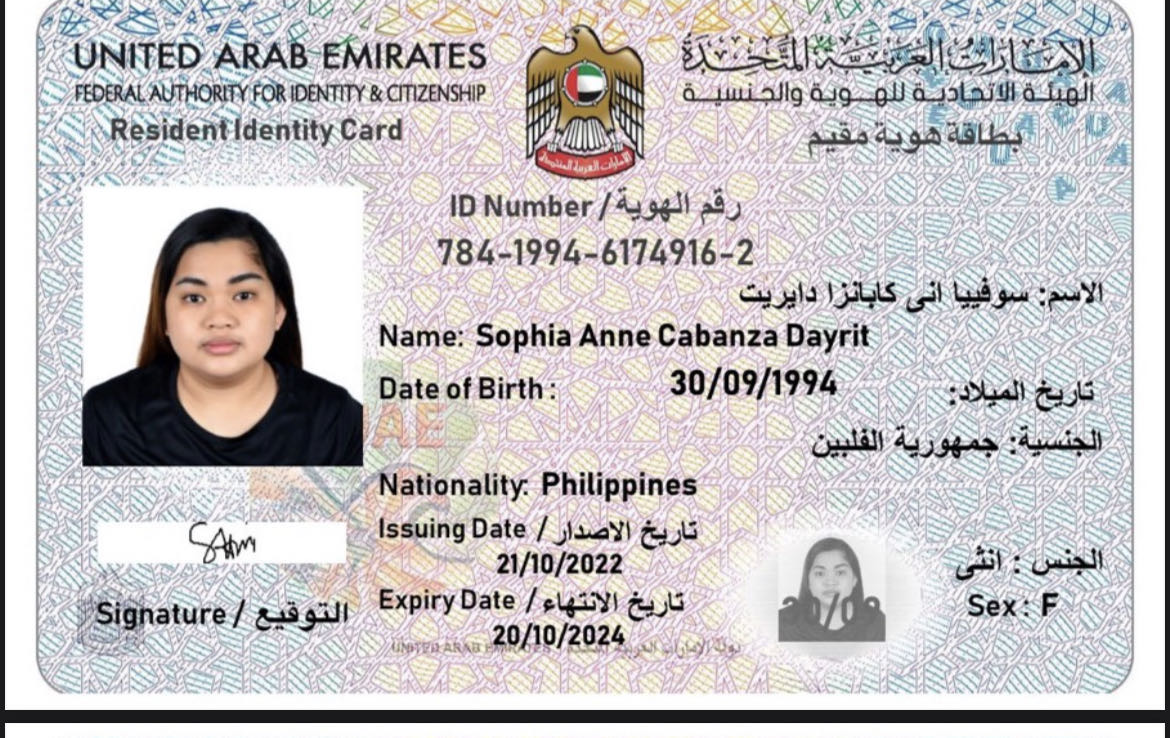 UNITED ARAB EMIRATES
الإمارات العربية المتحدة
FEDERAL AUTHORITY FOR IDENTITY & CITIZENSHIP
الهيئة الاتحادية للهوية والجنسية
Resident Identity Card
بطاقة هوية مقيم
ID Number / رقم الهوية
784-1994-6174916-2
الاسم: سوفييا انى كابانزا دايريت
Name: Sophia Anne Cabanza Dayrit
Date of Birth : 30/09/1994 تاريخ الميلاد:
الجنسية: جمهورية الفلبين
Nationality: Philippines
Issuing Date / تاريخ الاصدار
21/10/2022
Expiry Date / تاريخ الانتهاء
20/10/2024
الجنس : انثى
Sex : F
Signature / التوقيع
UAE
UNITED ARAB EMIRATES دولة الامارات العربية المتحدة